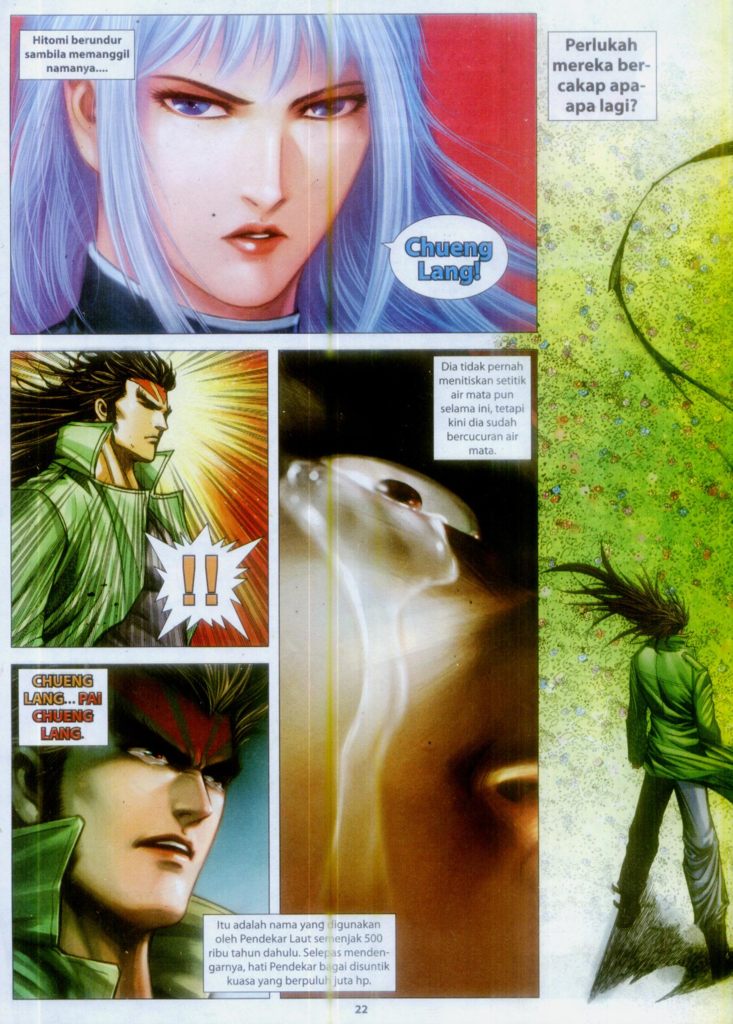 Hitomi berundur
sambila memanggil
namanya....
Chueng
Lang!
Perlukah
mereka ber-
cakap apa-
apa lagi?
!!
Dia tidak pernah
menitiskan setitik
air mata pun
selama ini, tetapi
kini dia sudah
bercucuran air
mata.
CHUENG
LANG... PAI
CHUENG
LANG.
Itu adalah nama yang digunakan
oleh Pendekar Laut semenjak 500
ribu tahun dahulu. Selepas menden-
garnya, hati Pendekar bagai disuntik
kuasa yang berpuluh juta hp.
22